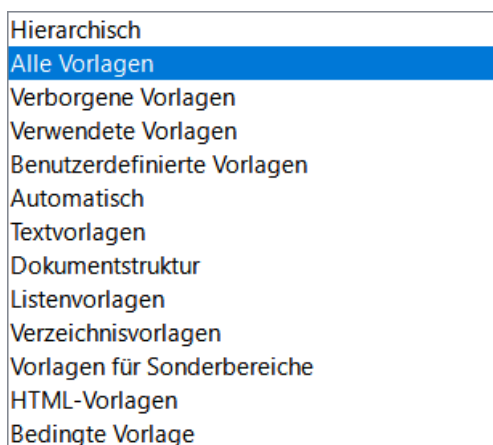 Hierarchisch
Alle Vorlagen
Verborgene Vorlagen
Verwendete Vorlagen
Benutzerdefinierte Vorlagen
Automatisch
Textvorlagen
Dokumentstruktur
Listenvorlagen
Verzeichnisvorlagen
Vorlagen für Sonderbereiche
HTML-Vorlagen
Bedingte Vorlage